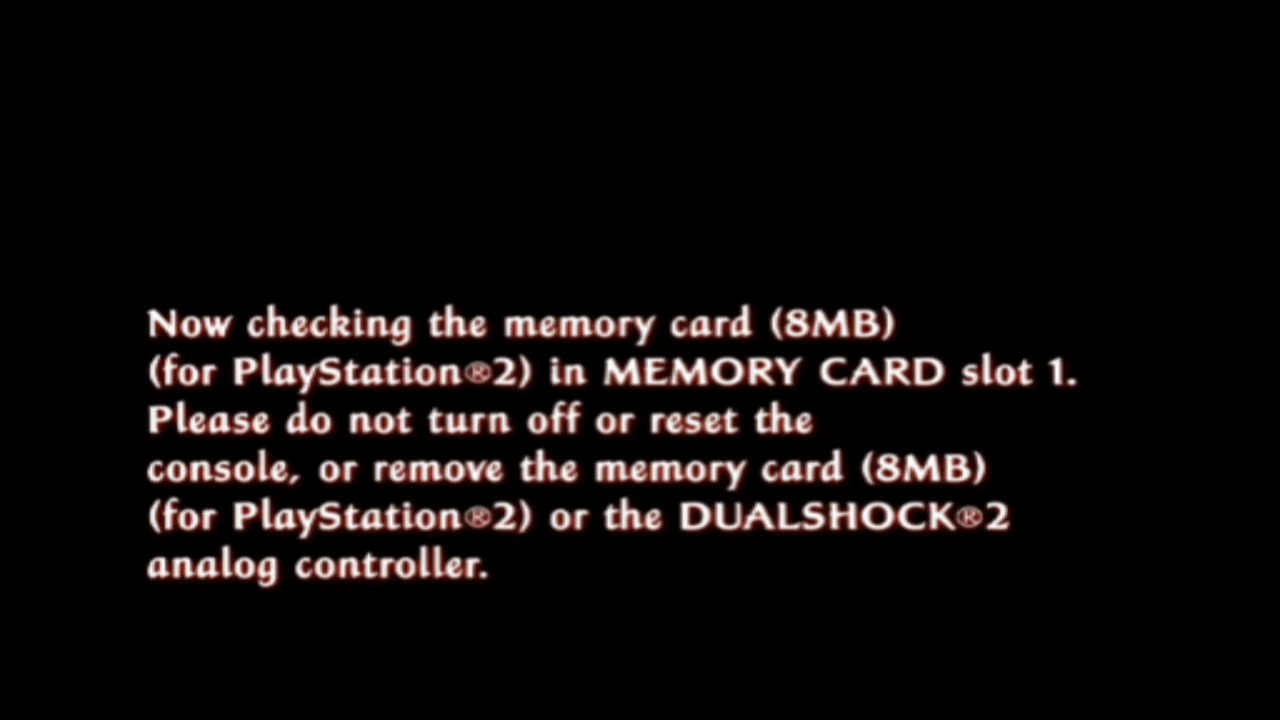 Now checking the memory card (8MB)
(for PlayStation®2) in MEMORY CARD slot 1.
Please do not turn off or reset the
console, or remove the memory card (8MB)
(for PlayStation®2) or the DUALSHOCK®2
analog controller.